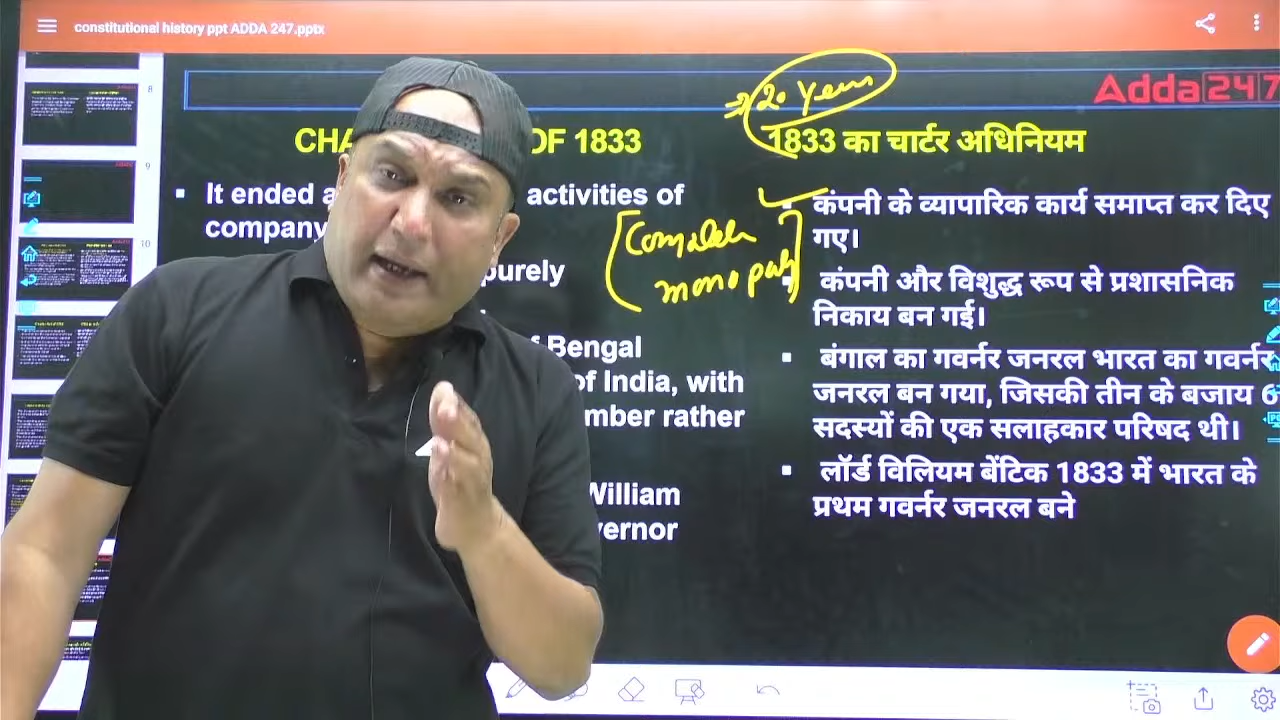 constitutional history ppt ADDA 247.pptx
8
9
10
Adda247
→ 20 Years
CHA OF 1833
It ended a activities of
company
purely
f Bengal
of India, with
mber rather
William
vernor
Complete
monopoly
1833 का चार्टर अधिनियम
कंपनी के व्यापारिक कार्य समाप्त कर दिए
गए।
कंपनी और विशुद्ध रूप से प्रशासनिक
निकाय बन गई।
बंगाल का गवर्नर जनरल भारत का गवर्नर
जनरल बन गया, जिसकी तीन के बजाय 6
सदस्यों की एक सलाहकार परिषद थी।
लॉर्ड विलियम बेंटिक 1833 में भारत के
प्रथम गवर्नर जनरल बने